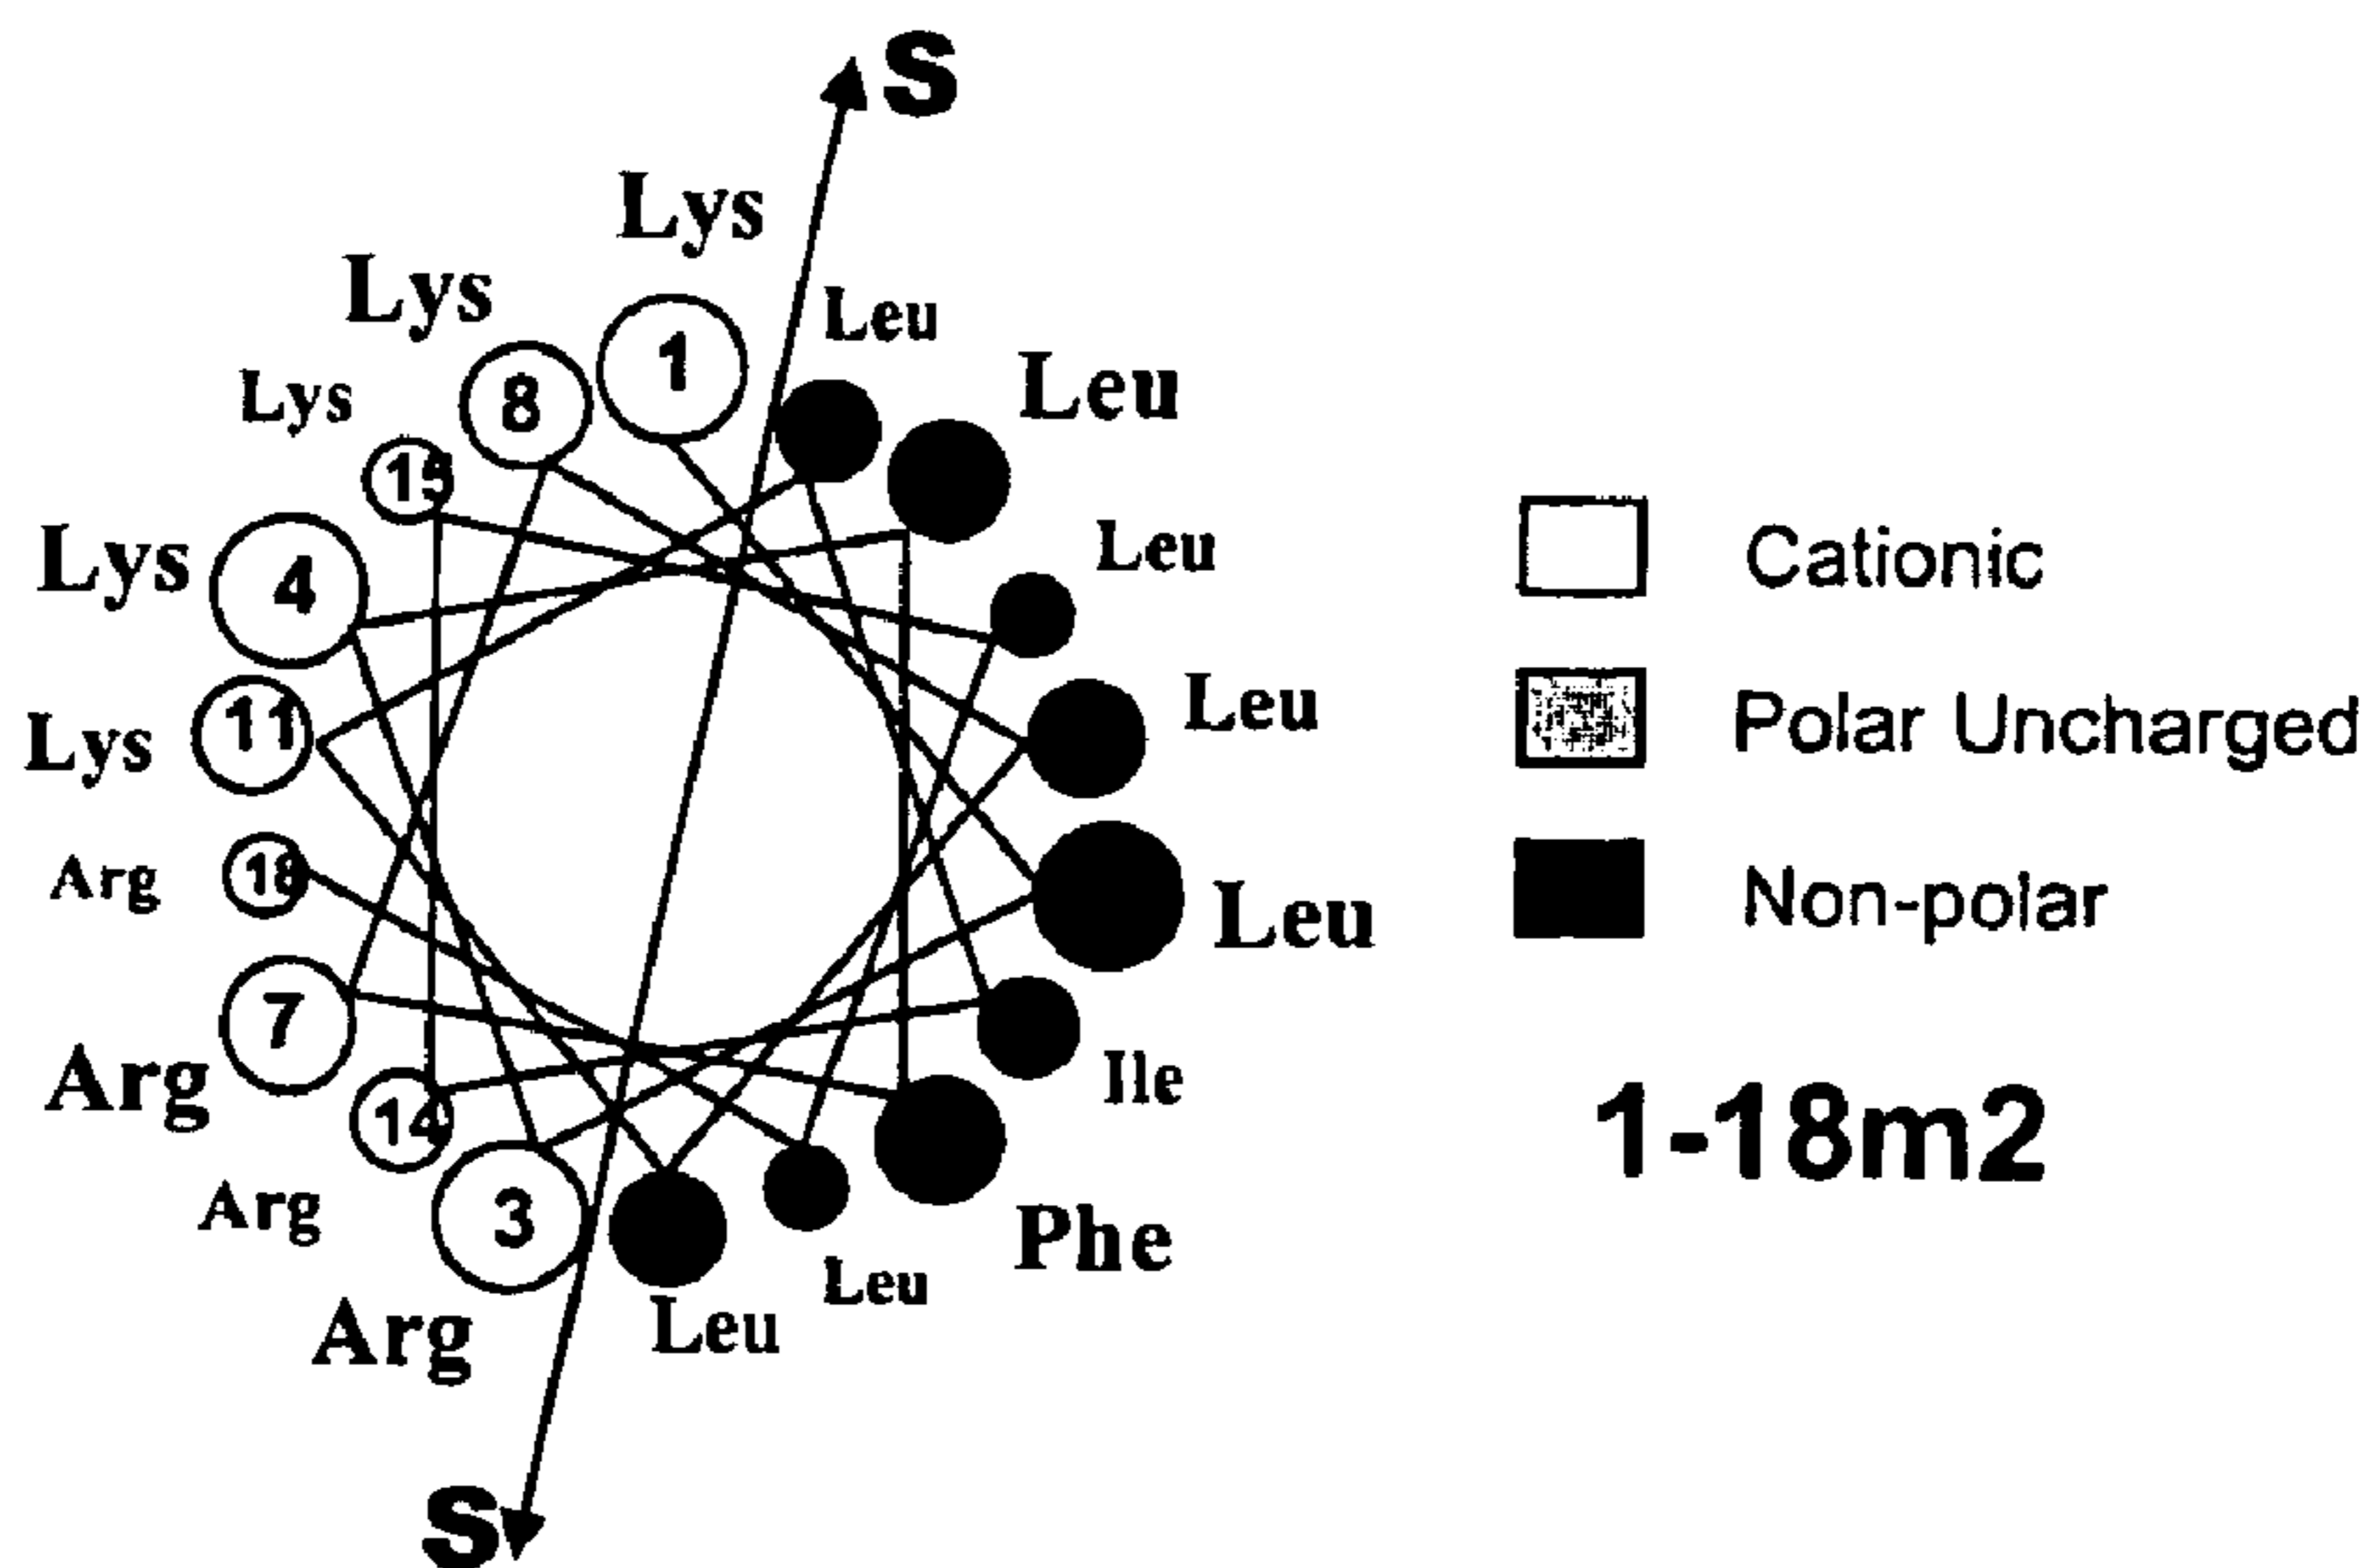 S
Lys
Lys
Leu
Leu
1
8
Lys
15
Leu
Lys
4
Cationic
Leu
Polar Uncharged
Lys
11
Arg
18
Leu
Non-polar
7
Arg
14
Ile
1-18m2
Arg
3
Phe
Leu
Leu
Arg
S